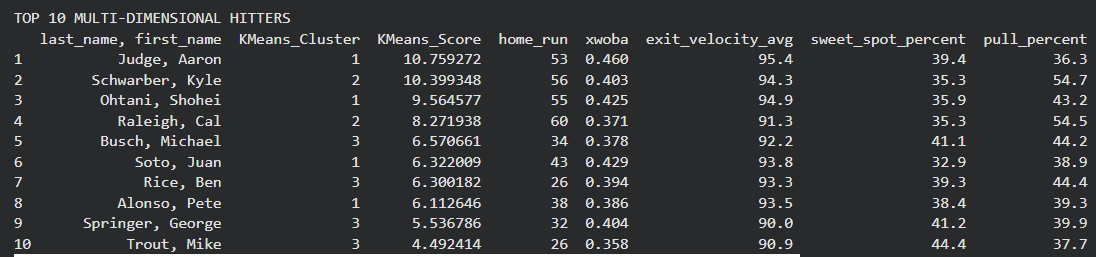 TOP 10 MULTI-DIMENSIONAL HITTERS
last_name, first_name KMeans_Cluster KMeans_Score home_run xwoba exit_velocity_avg sweet_spot_percent pull_percent
1 Judge, Aaron 1 10.759272 53 0.460 95.4 39.4 36.3
2 Schwarber, Kyle 2 10.399348 56 0.403 94.3 35.3 54.7
3 Ohtani, Shohei 1 9.564577 55 0.425 94.9 35.9 43.2
4 Raleigh, Cal 2 8.271938 60 0.371 91.3 35.3 54.5
5 Busch, Michael 3 6.570661 34 0.378 92.2 41.1 44.2
6 Soto, Juan 1 6.322009 43 0.429 93.8 32.9 38.9
7 Rice, Ben 3 6.300182 26 0.394 93.3 39.3 44.4
8 Alonso, Pete 1 6.112646 38 0.386 93.5 38.4 39.3
9 Springer, George 3 5.536786 32 0.404 90.0 41.2 39.9
10 Trout, Mike 3 4.492414 26 0.358 90.9 44.4 37.7